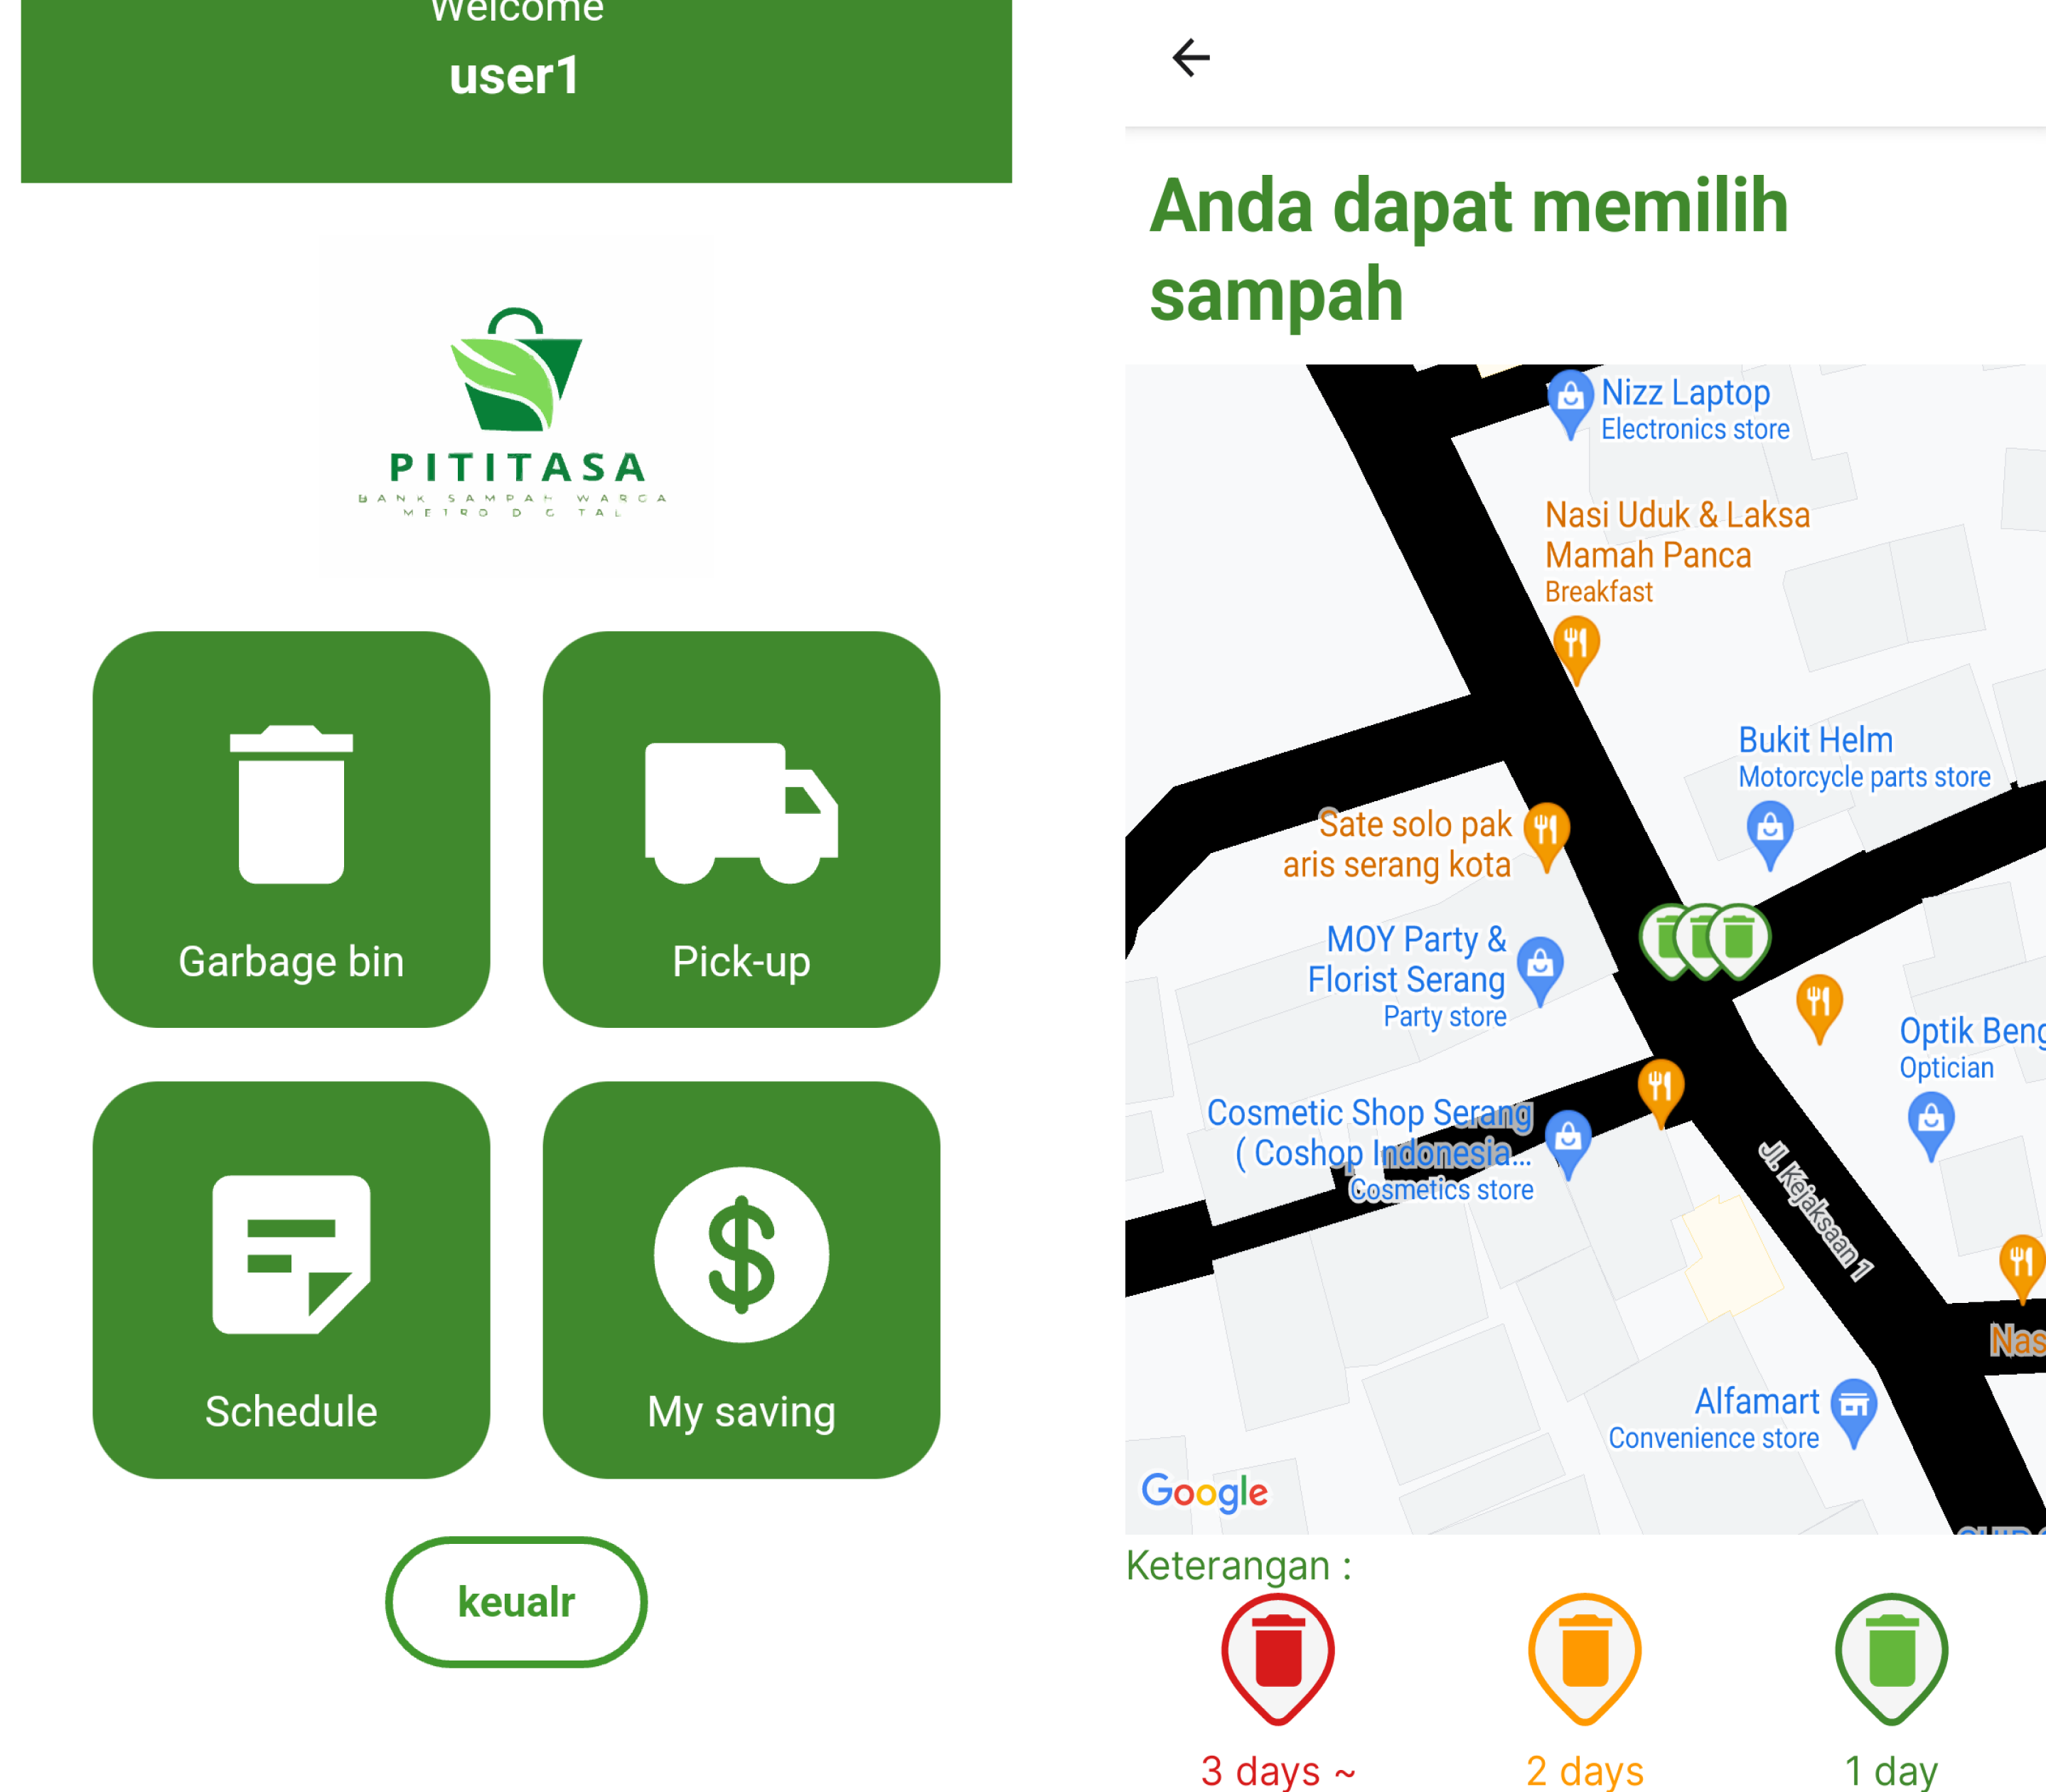 Welcome
user1
PITITASA
BANK SAMPAH WARGA
Garbage bin
Pick-up
Schedule
My saving
keualr
Anda dapat memilih
sampah
Nizz Laptop
Electronics store
Nasi Uduk & Laksa
Mamah Panca
Breakfast
Bukit Helm
Motorcycle parts store
Sate solo pak
aris serang kota
MOY Party &
Florist Serang
Party store
Optik Beng
Optician
Cosmetic Shop Serang
( Coshop Indonesia...
Cosmetics store
Jl. Kejaksaan 1
Nas
Alfamart
Convenience store
Google
Keterangan :
3 days ~
2 days
1 day